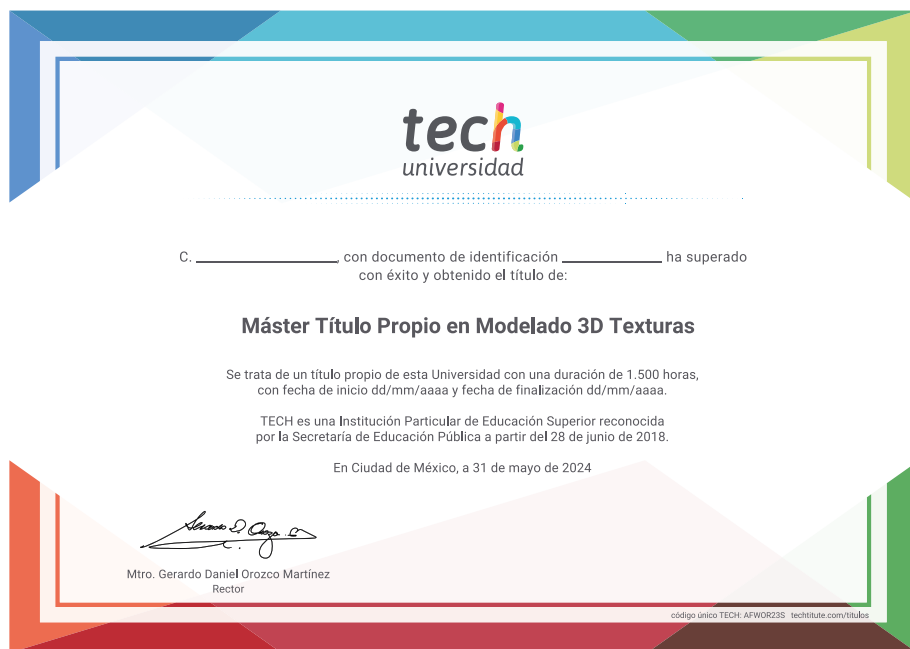 tech
universidad
C. ____________, con documento de identificación ____________ ha superado
con éxito y obtenido el título de:
Máster Título Propio en Modelado 3D Texturas
Se trata de un título propio de esta Universidad con una duración de 1.500 horas,
con fecha de inicio dd/mm/aaaa y fecha de finalización dd/mm/aaaa.
TECH es una Institución Particular de Educación Superior reconocida
por la Secretaría de Educación Pública a partir del 28 de junio de 2018.
En Ciudad de México, a 31 de mayo de 2024
Mtro. Gerardo Daniel Orozco Martínez
Rector
código único TECH: AFWOR23S techtitute.com/titulos